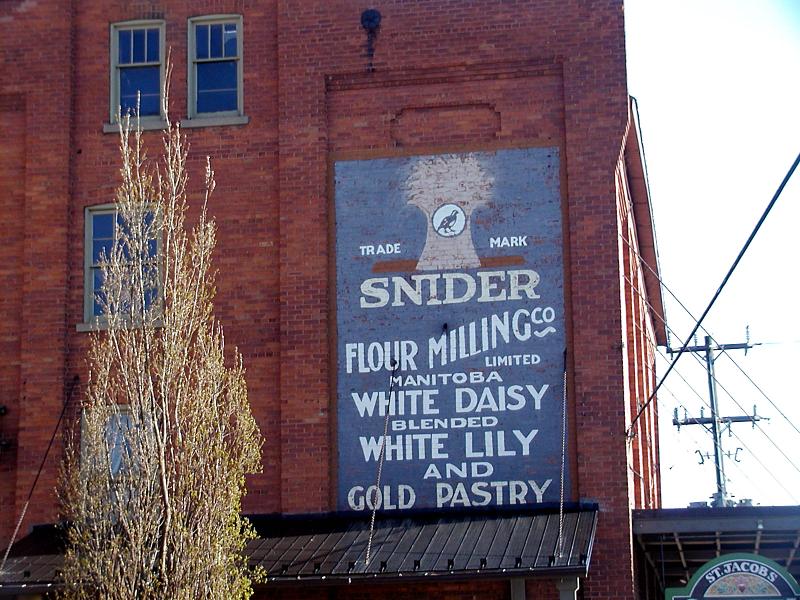 TRADE MARK
SNIDER
FLOUR MILLING CO
LIMITED
MANITOBA
WHITE DAISY
BLENDED
WHITE LILY
AND
GOLD PASTRY
ST. JACOBS